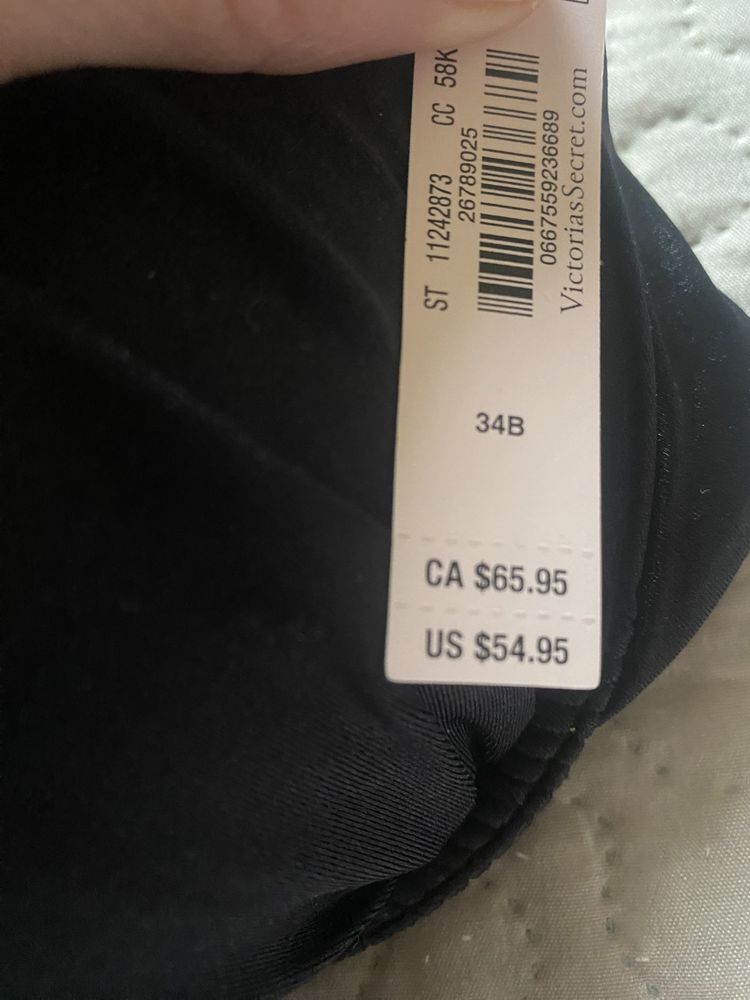 ST 11242873 CC 58K
26789025
0667559236689
VictoriasSecret.com
34B
CA $65.95
US $54.95